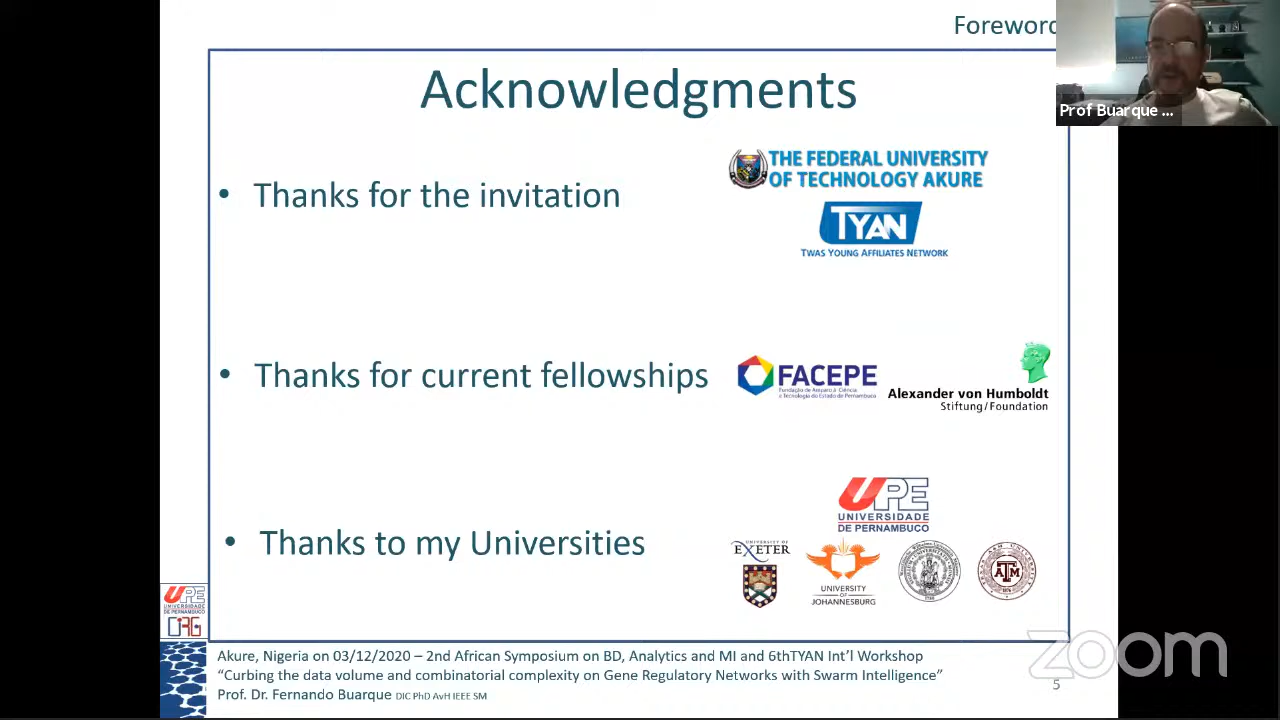 Foreword
Acknowledgments
Prof Buarque ...
• Thanks for the invitation
THE FEDERAL UNIVERSITY
OF TECHNOLOGY AKURE
TYAN
TWAS YOUNG AFFILIATES NETWORK
• Thanks for current fellowships
FACEPE
Fundação de Amparo à Ciência
e Tecnologia do Estado de Pernambuco
Alexander von Humboldt
Stiftung/Foundation
• Thanks to my Universities
UPE
UNIVERSIDADE
DE PERNAMBUCO
UNIVERSITY OF
EXETER
UNIVERSITY
OF
JOHANNESBURG
ATM
UPE
UNIVERSIDADE
DE PERNAMBUCO
Akure, Nigeria on 03/12/2020 – 2nd African Symposium on BD, Analytics and MI and 6thTYAN Int'l Workshop
“Curbing the data volume and combinatorial complexity on Gene Regulatory Networks with Swarm Intelligence”
Prof. Dr. Fernando Buarque DIC PhD AvH IEEE SM
5
zoom